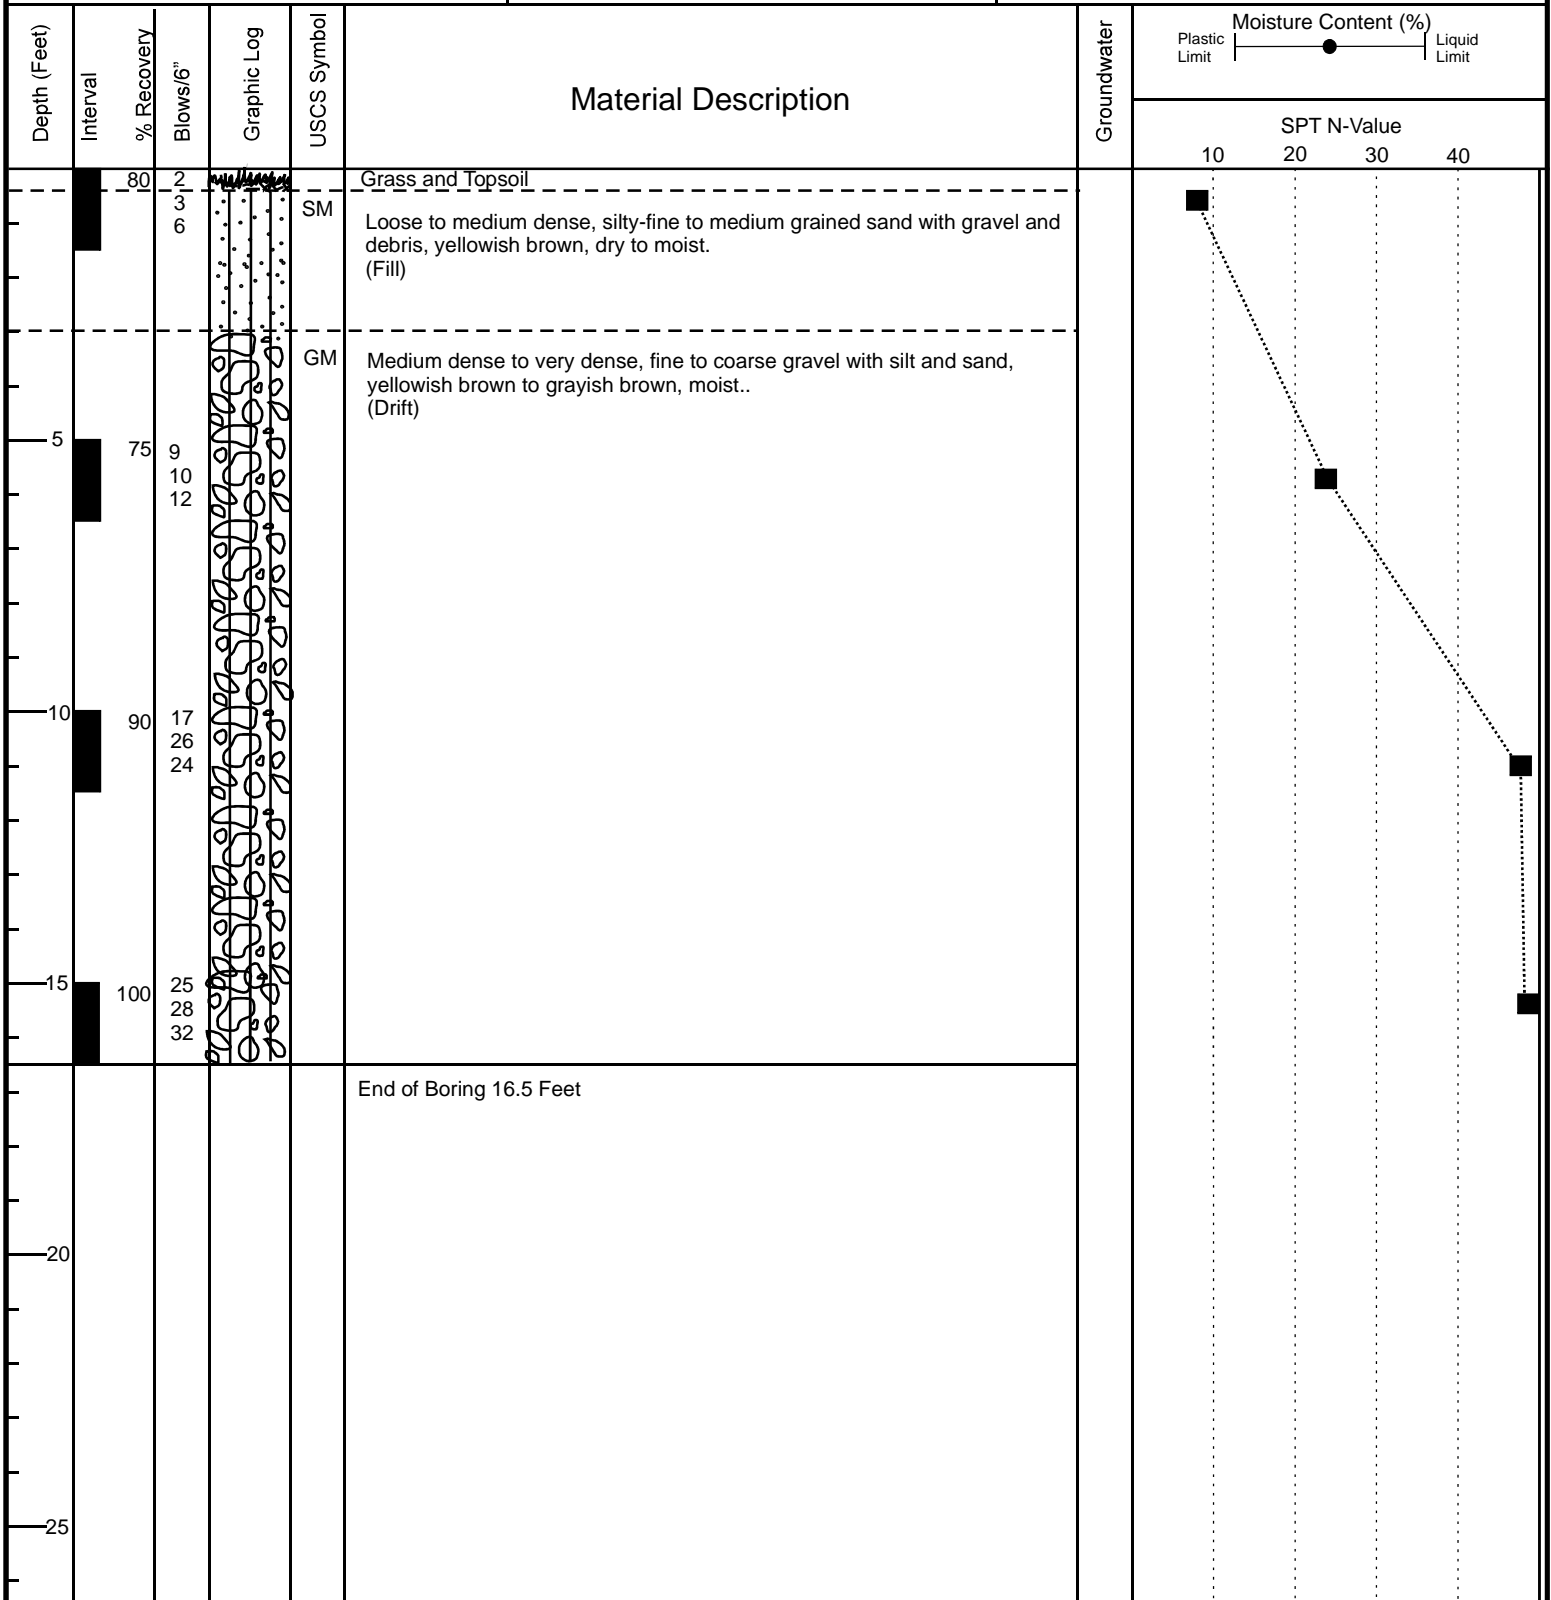 Depth (Feet)
Interval
% Recovery
Blows/6"
Graphic Log
USCS Symbol
Material Description
Groundwater
Moisture Content (%)
Plastic
Limit
Liquid
Limit
SPT N-Value
10 20 30 40
80 2
3
6
Grass and Topsoil
SM
Loose to medium dense, silty-fine to medium grained sand with gravel and
debris, yellowish brown, dry to moist.
(Fill)
GM
Medium dense to very dense, fine to coarse gravel with silt and sand,
yellowish brown to grayish brown, moist..
(Drift)
5 75 9
10
12
10 90 17
26
24
15 100 25
28
32
End of Boring 16.5 Feet
20
25